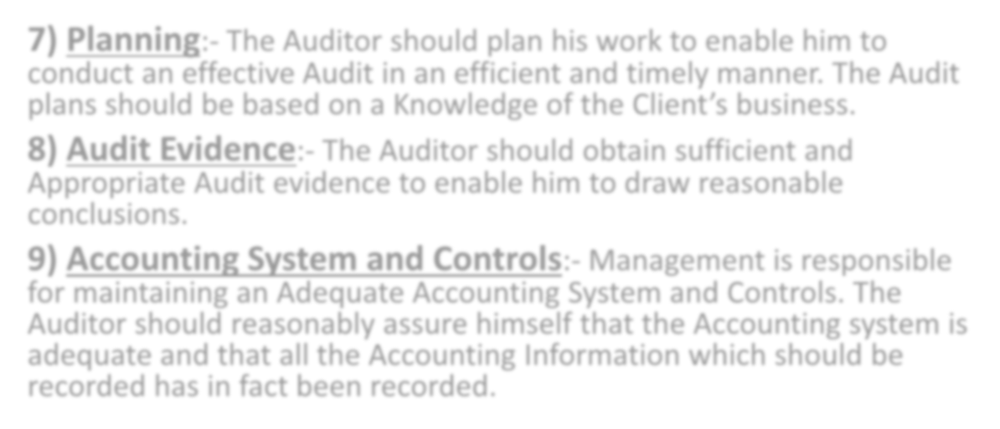 7) Planning:- The Auditor should plan his work to enable him to
conduct an effective Audit in an efficient and timely manner. The Audit
plans should be based on a Knowledge of the Client’s business.
8) Audit Evidence:- The Auditor should obtain sufficient and
Appropriate Audit evidence to enable him to draw reasonable
conclusions.
9) Accounting System and Controls:- Management is responsible
for maintaining an Adequate Accounting System and Controls. The
Auditor should reasonably assure himself that the Accounting system is
adequate and that all the Accounting Information which should be
recorded has in fact been recorded.